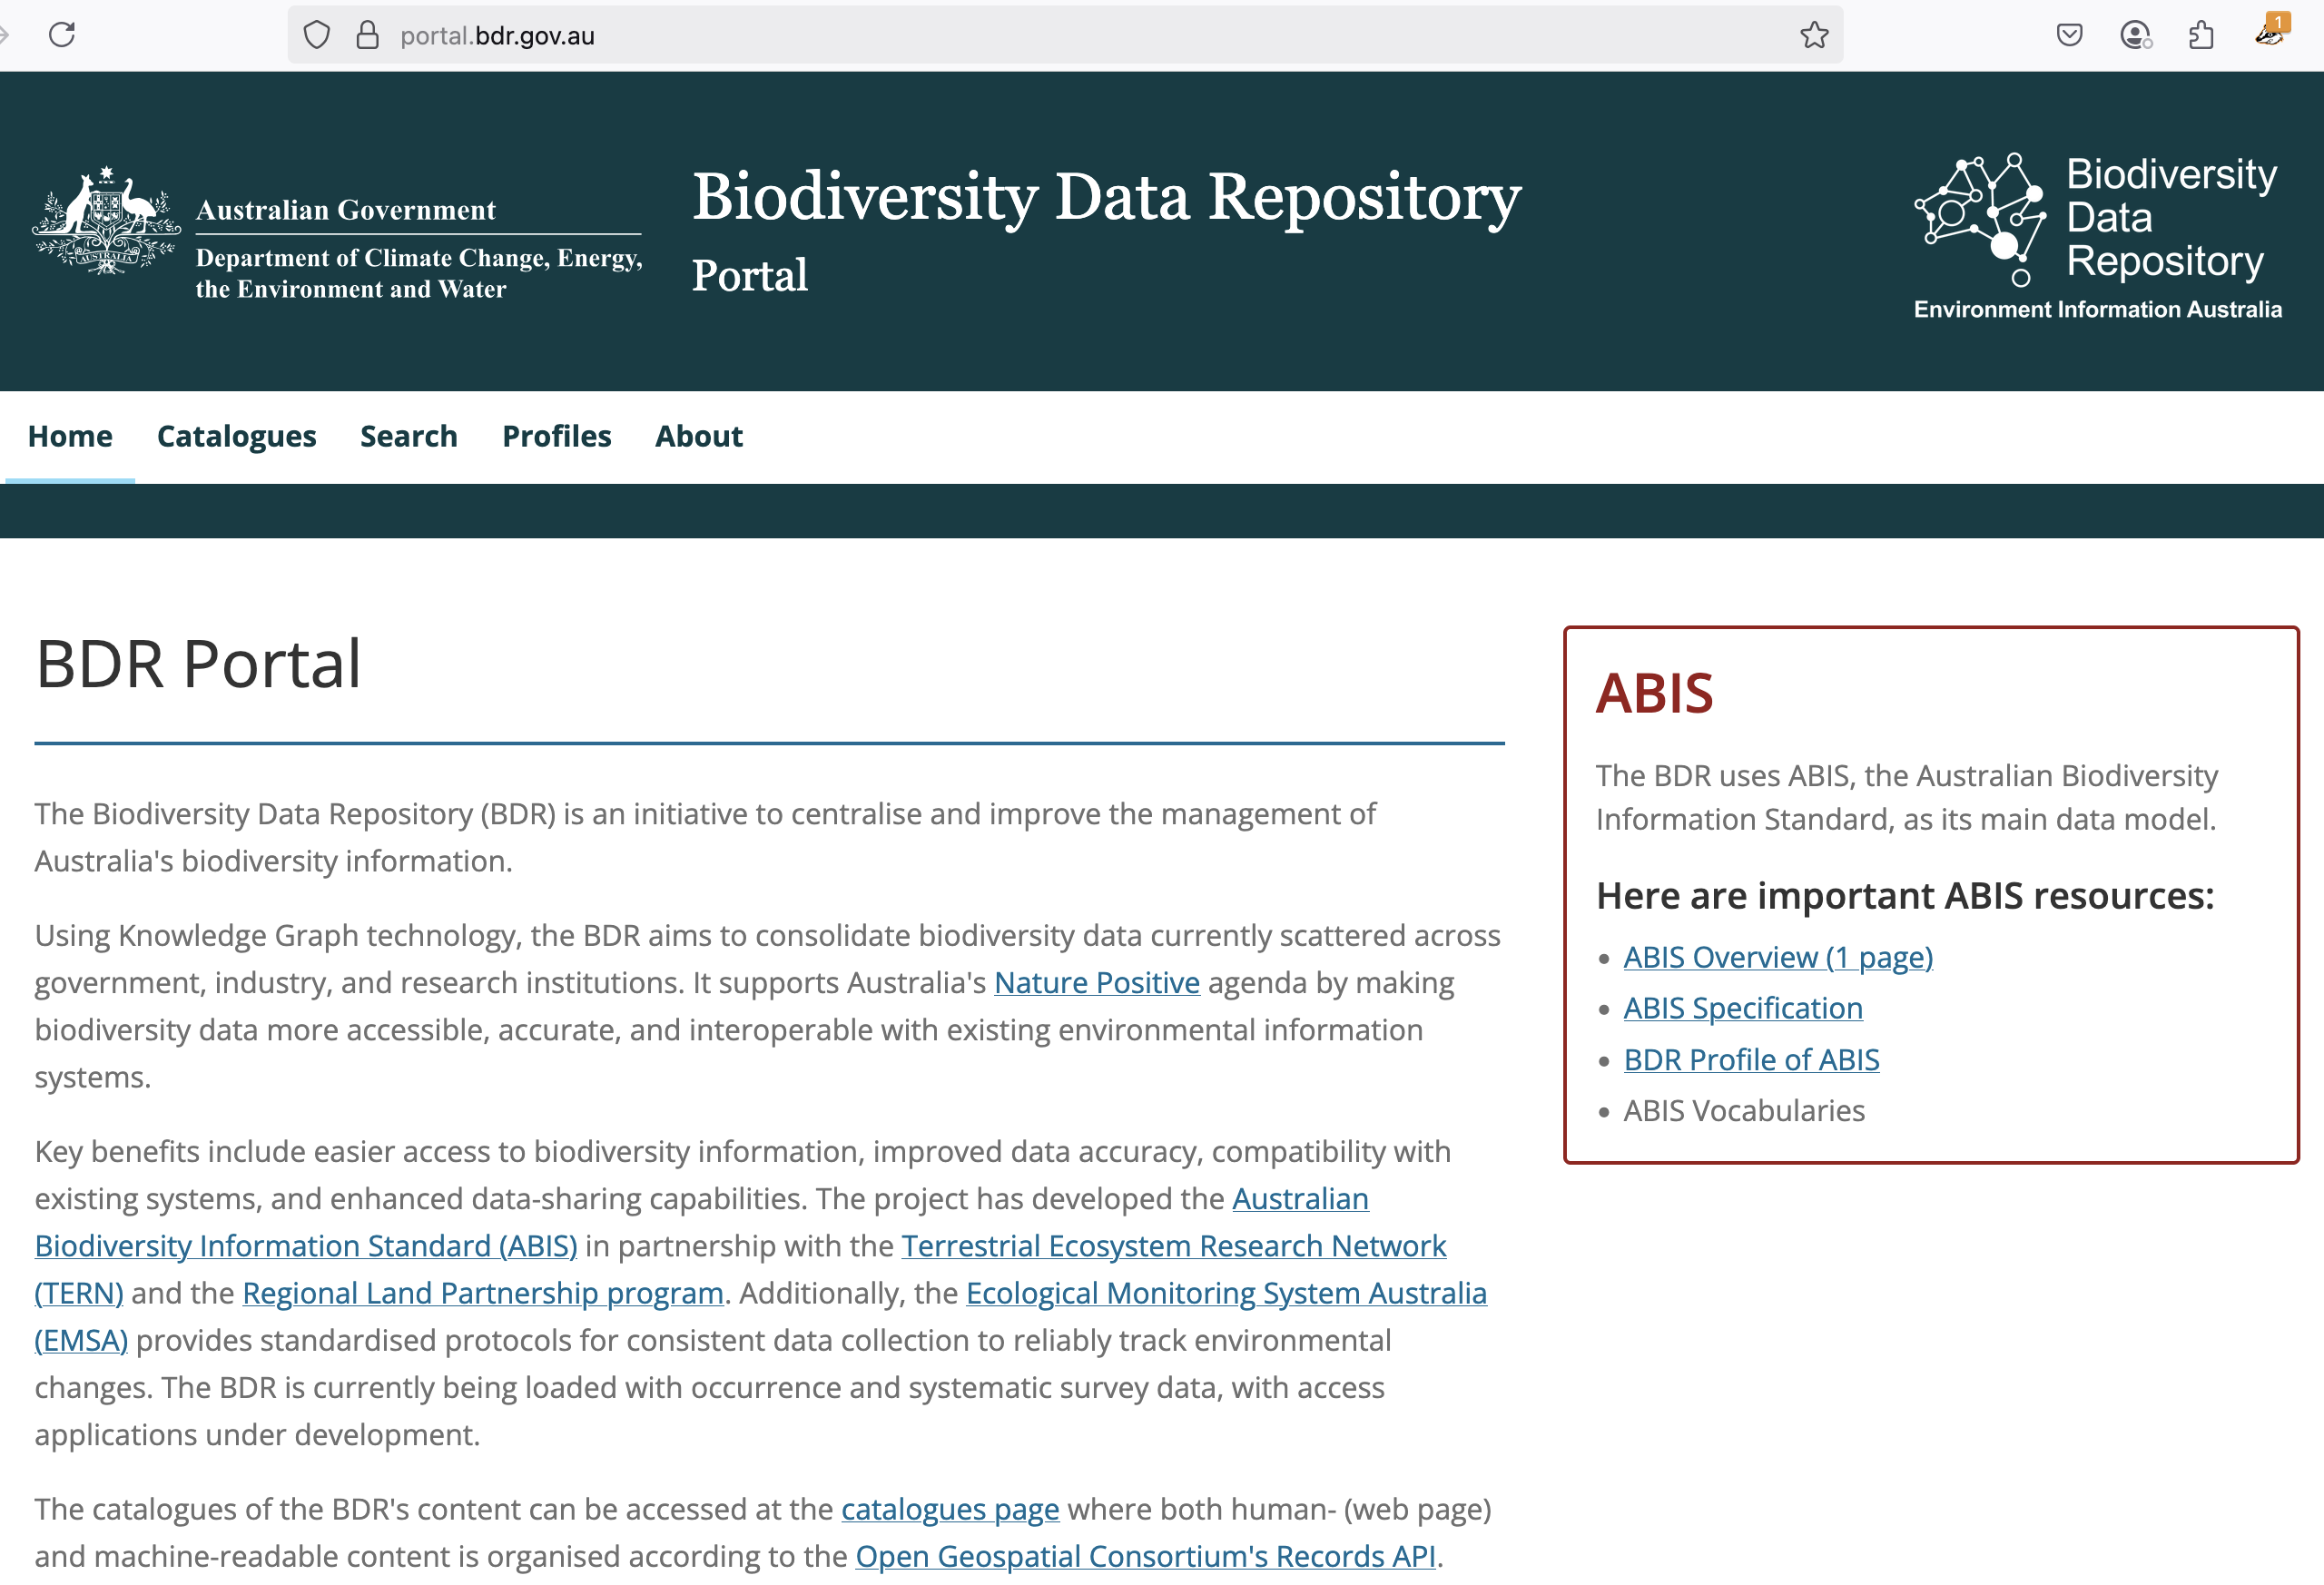 portal.bdr.gov.au
1
Australian Government
Department of Climate Change, Energy,
the Environment and Water
AUSTRALIA
Biodiversity Data Repository
Portal
Biodiversity
Data
Repository
Environment Information Australia
Home Catalogues Search Profiles About
BDR Portal
The Biodiversity Data Repository (BDR) is an initiative to centralise and improve the management of
Australia's biodiversity information.
Using Knowledge Graph technology, the BDR aims to consolidate biodiversity data currently scattered across
government, industry, and research institutions. It supports Australia's Nature Positive agenda by making
biodiversity data more accessible, accurate, and interoperable with existing environmental information
systems.
Key benefits include easier access to biodiversity information, improved data accuracy, compatibility with
existing systems, and enhanced data-sharing capabilities. The project has developed the Australian
Biodiversity Information Standard (ABIS) in partnership with the Terrestrial Ecosystem Research Network
(TERN) and the Regional Land Partnership program. Additionally, the Ecological Monitoring System Australia
(EMSA) provides standardised protocols for consistent data collection to reliably track environmental
changes. The BDR is currently being loaded with occurrence and systematic survey data, with access
applications under development.
The catalogues of the BDR's content can be accessed at the catalogues page where both human- (web page)
and machine-readable content is organised according to the Open Geospatial Consortium's Records API.
ABIS
The BDR uses ABIS, the Australian Biodiversity
Information Standard, as its main data model.
Here are important ABIS resources:
• ABIS Overview (1 page)
• ABIS Specification
• BDR Profile of ABIS
• ABIS Vocabularies